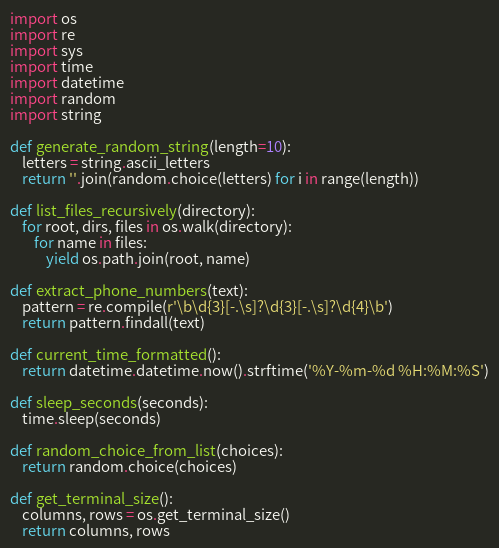 import os
import re
import sys
import time
import datetime
import random
import string

def generate_random_string(length=10):
    letters = string.ascii_letters
    return ''.join(random.choice(letters) for i in range(length))

def list_files_recursively(directory):
    for root, dirs, files in os.walk(directory):
        for name in files:
            yield os.path.join(root, name)

def extract_phone_numbers(text):
    pattern = re.compile(r'\b\d{3}[-.\s]?\d{3}[-.\s]?\d{4}\b')
    return pattern.findall(text)

def current_time_formatted():
    return datetime.datetime.now().strftime('%Y-%m-%d %H:%M:%S')

def sleep_seconds(seconds):
    time.sleep(seconds)

def random_choice_from_list(choices):
    return random.choice(choices)

def get_terminal_size():
    columns, rows = os.get_terminal_size()
    return columns, rows